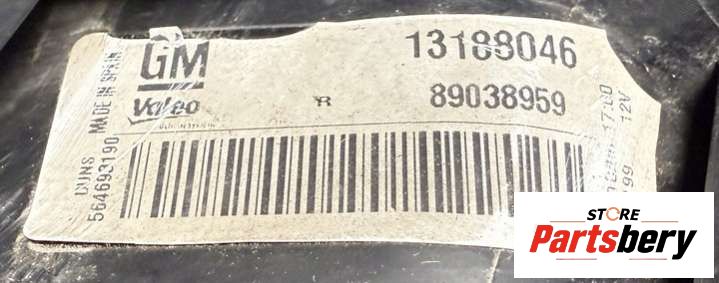 GM
13188046
Valeo
R
89038959
MADE IN SPAIN
DUNS
564693190
12V
STORE
Partsbery